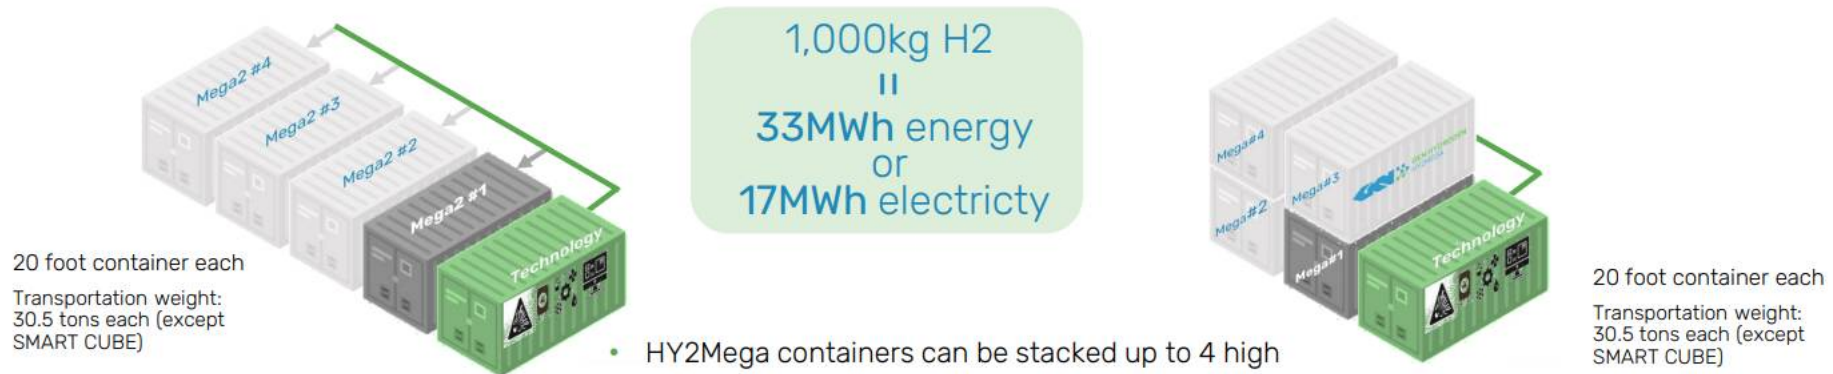 Mega2 #4
Mega2 #3
Mega2 #2
Mega2 #1
Technology
20 foot container each
Transportation weight:
30.5 tons each (except
SMART CUBE)
1,000kg H2
=
33MWh energy
or
17MWh electricty
• HY2Mega containers can be stacked up to 4 high
Mega#4
Mega#3
Mega#2
Mega#1
GKN
Technology
20 foot container each
Transportation weight:
30.5 tons each (except
SMART CUBE)